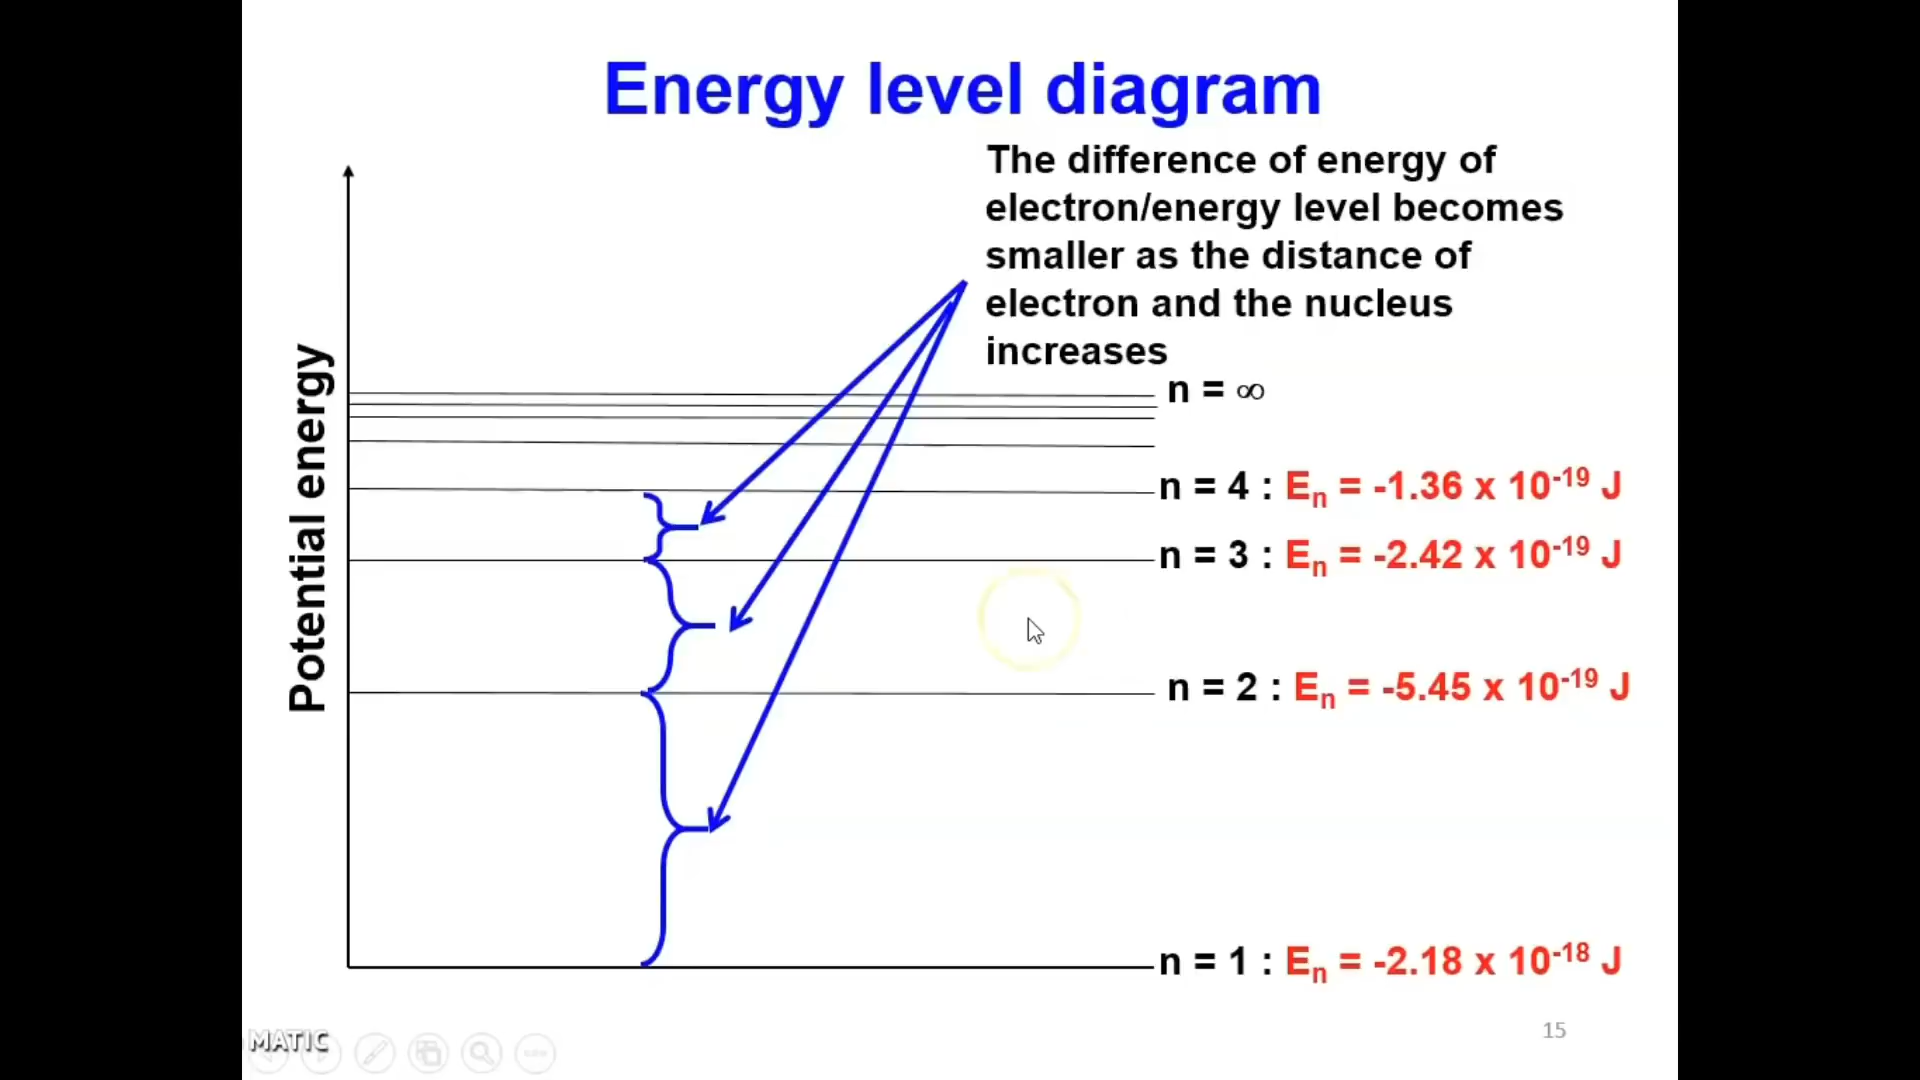 Energy level diagram
The difference of energy of
electron/energy level becomes
smaller as the distance of
electron and the nucleus
increases
Potential energy
n = ∞
n = 4 : Eₙ = -1.36 x 10⁻¹⁹ J
n = 3 : Eₙ = -2.42 x 10⁻¹⁹ J
n = 2 : Eₙ = -5.45 x 10⁻¹⁹ J
n = 1 : Eₙ = -2.18 x 10⁻¹⁸ J
15
MATIC